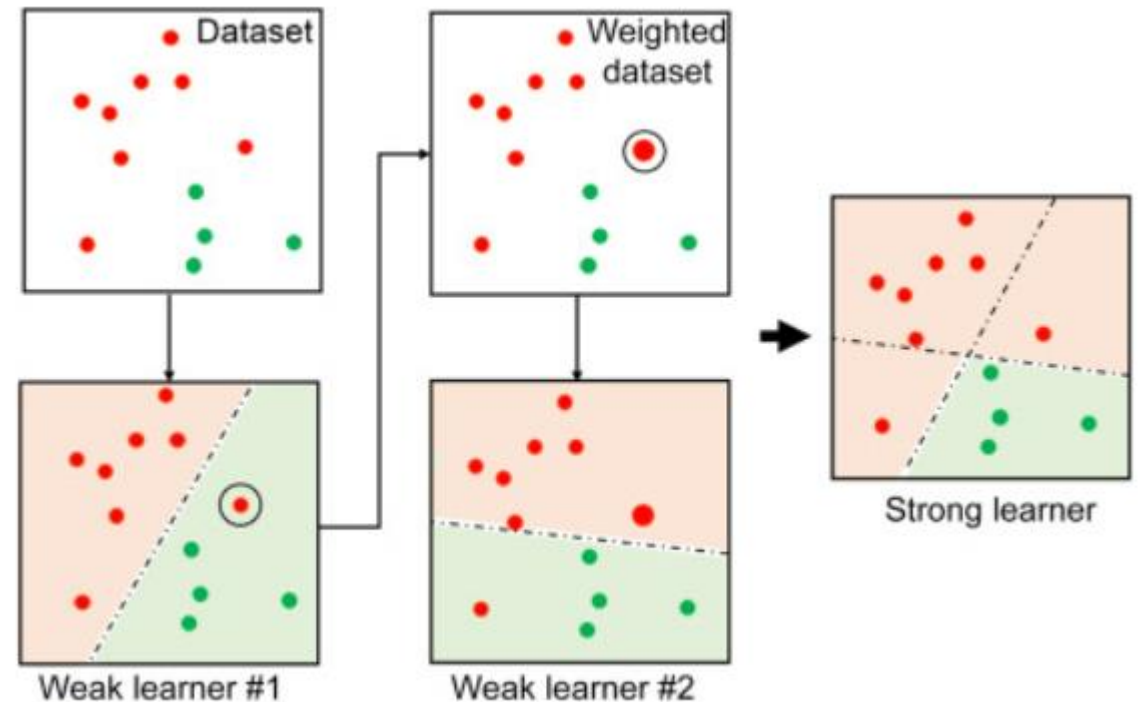 Dataset
Weighted
dataset
Strong learner
Weak learner #1
Weak learner #2